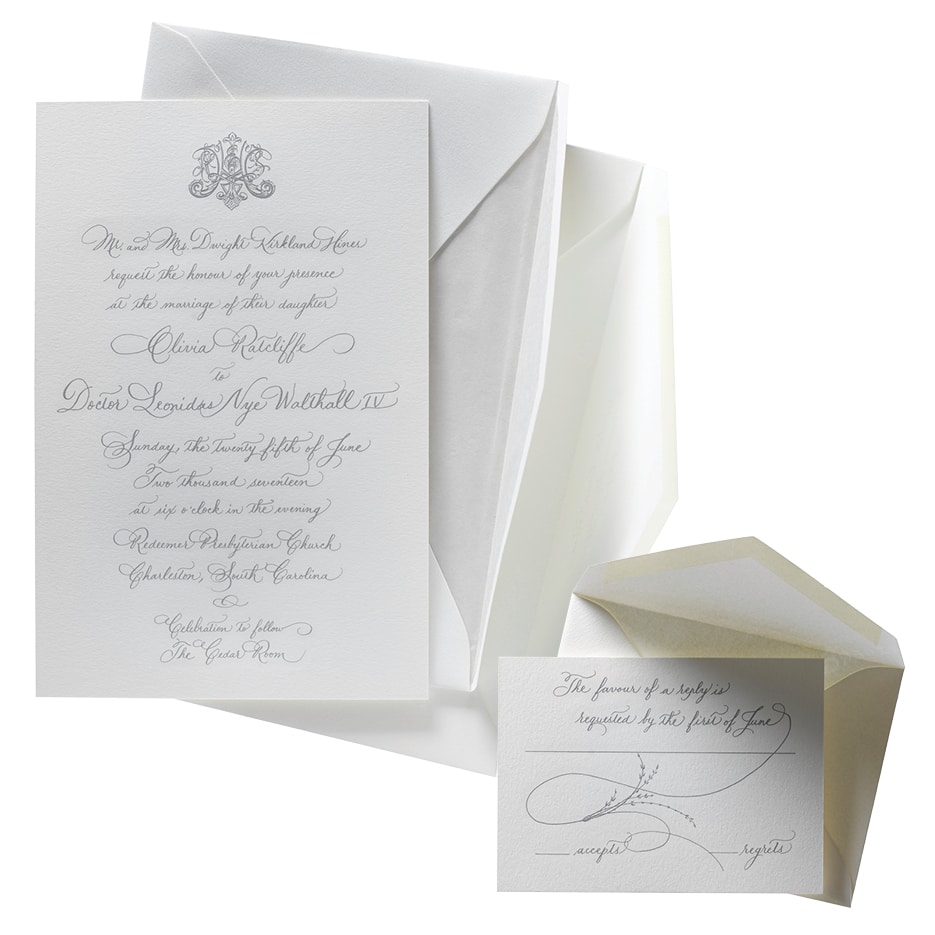 Mr. and Mrs. Dwight Kirkland Hines
request the honour of your presence
at the marriage of their daughter
Olivia Ratcliffe
to
Doctor Leonidas Nye Walthall IV
Sunday, the twenty fifth of June
Two thousand seventeen
at six o'clock in the evening
Redeemer Presbyterian Church
Charleston, South Carolina
Celebration to follow
The Cedar Room
The favour of a reply is
requested by the first of June
accepts regrets